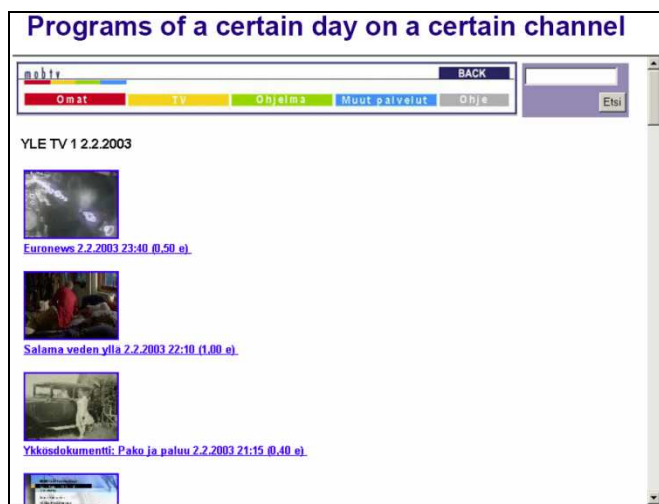 Programs of a certain day on a certain channel
mobtv
BACK
Omat TV Ohjelma Muut palvelut Ohje
Etsi
YLE TV 1 2.2.2003
Euronews 2.2.2003 23:40 (0,50 e)
Salama veden yllä 2.2.2003 22:10 (1,00 e)
Ykkösdokumentti: Pako ja paluu 2.2.2003 21:15 (0,40 e)